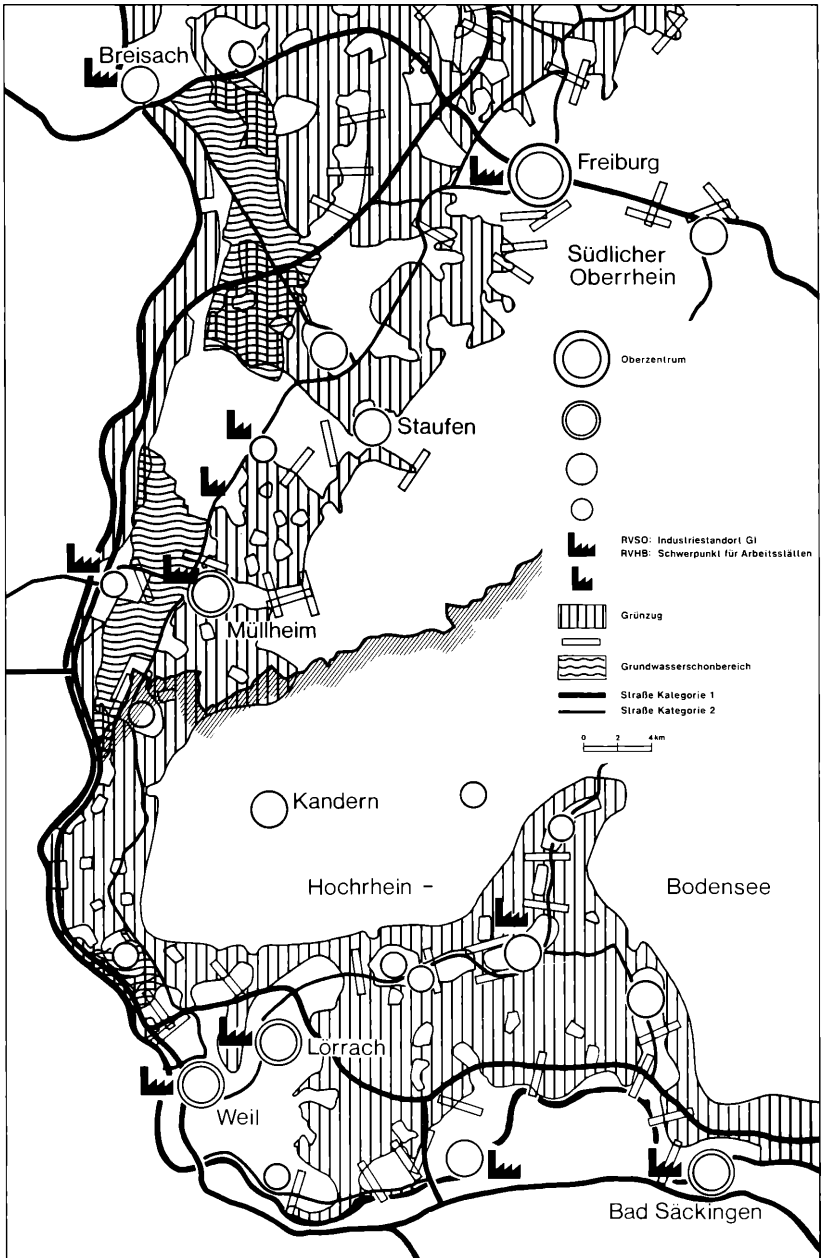 Breisach
Freiburg
Südlicher
Oberrhein
Oberzentrum
Staufen
RVSO: Industriestandort GI
RVHB: Schwerpunkt für Arbeitsstätten
Müllheim
Grünzug
Grundwasserschonbereich
Straße Kategorie 1
Straße Kategorie 2
0 2 4 km
Kandern
Hochrhein -
Bodensee
Lörrach
Weil
Bad Säckingen